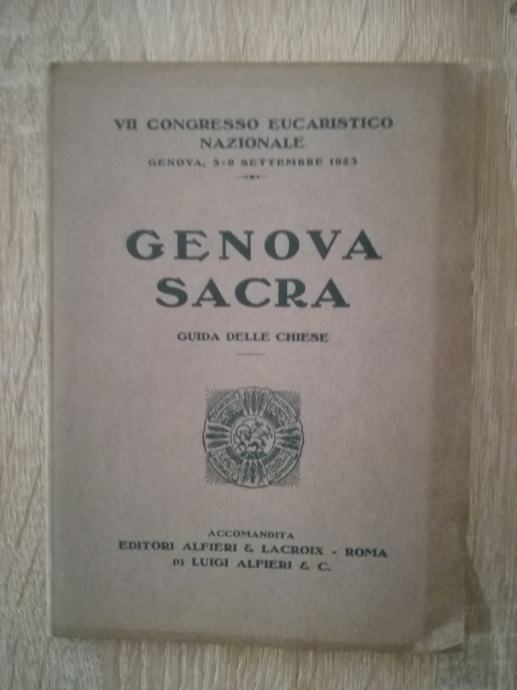 VII CONGRESSO EUCARISTICO
NAZIONALE
GENOVA, 5-9 SETTEMBRE 1923
GENOVA
SACRA
GUIDA DELLE CHIESE
ACCOMANDITA
EDITORI ALFIERI & LACROIX - ROMA
DI LUIGI ALFIERI & C.